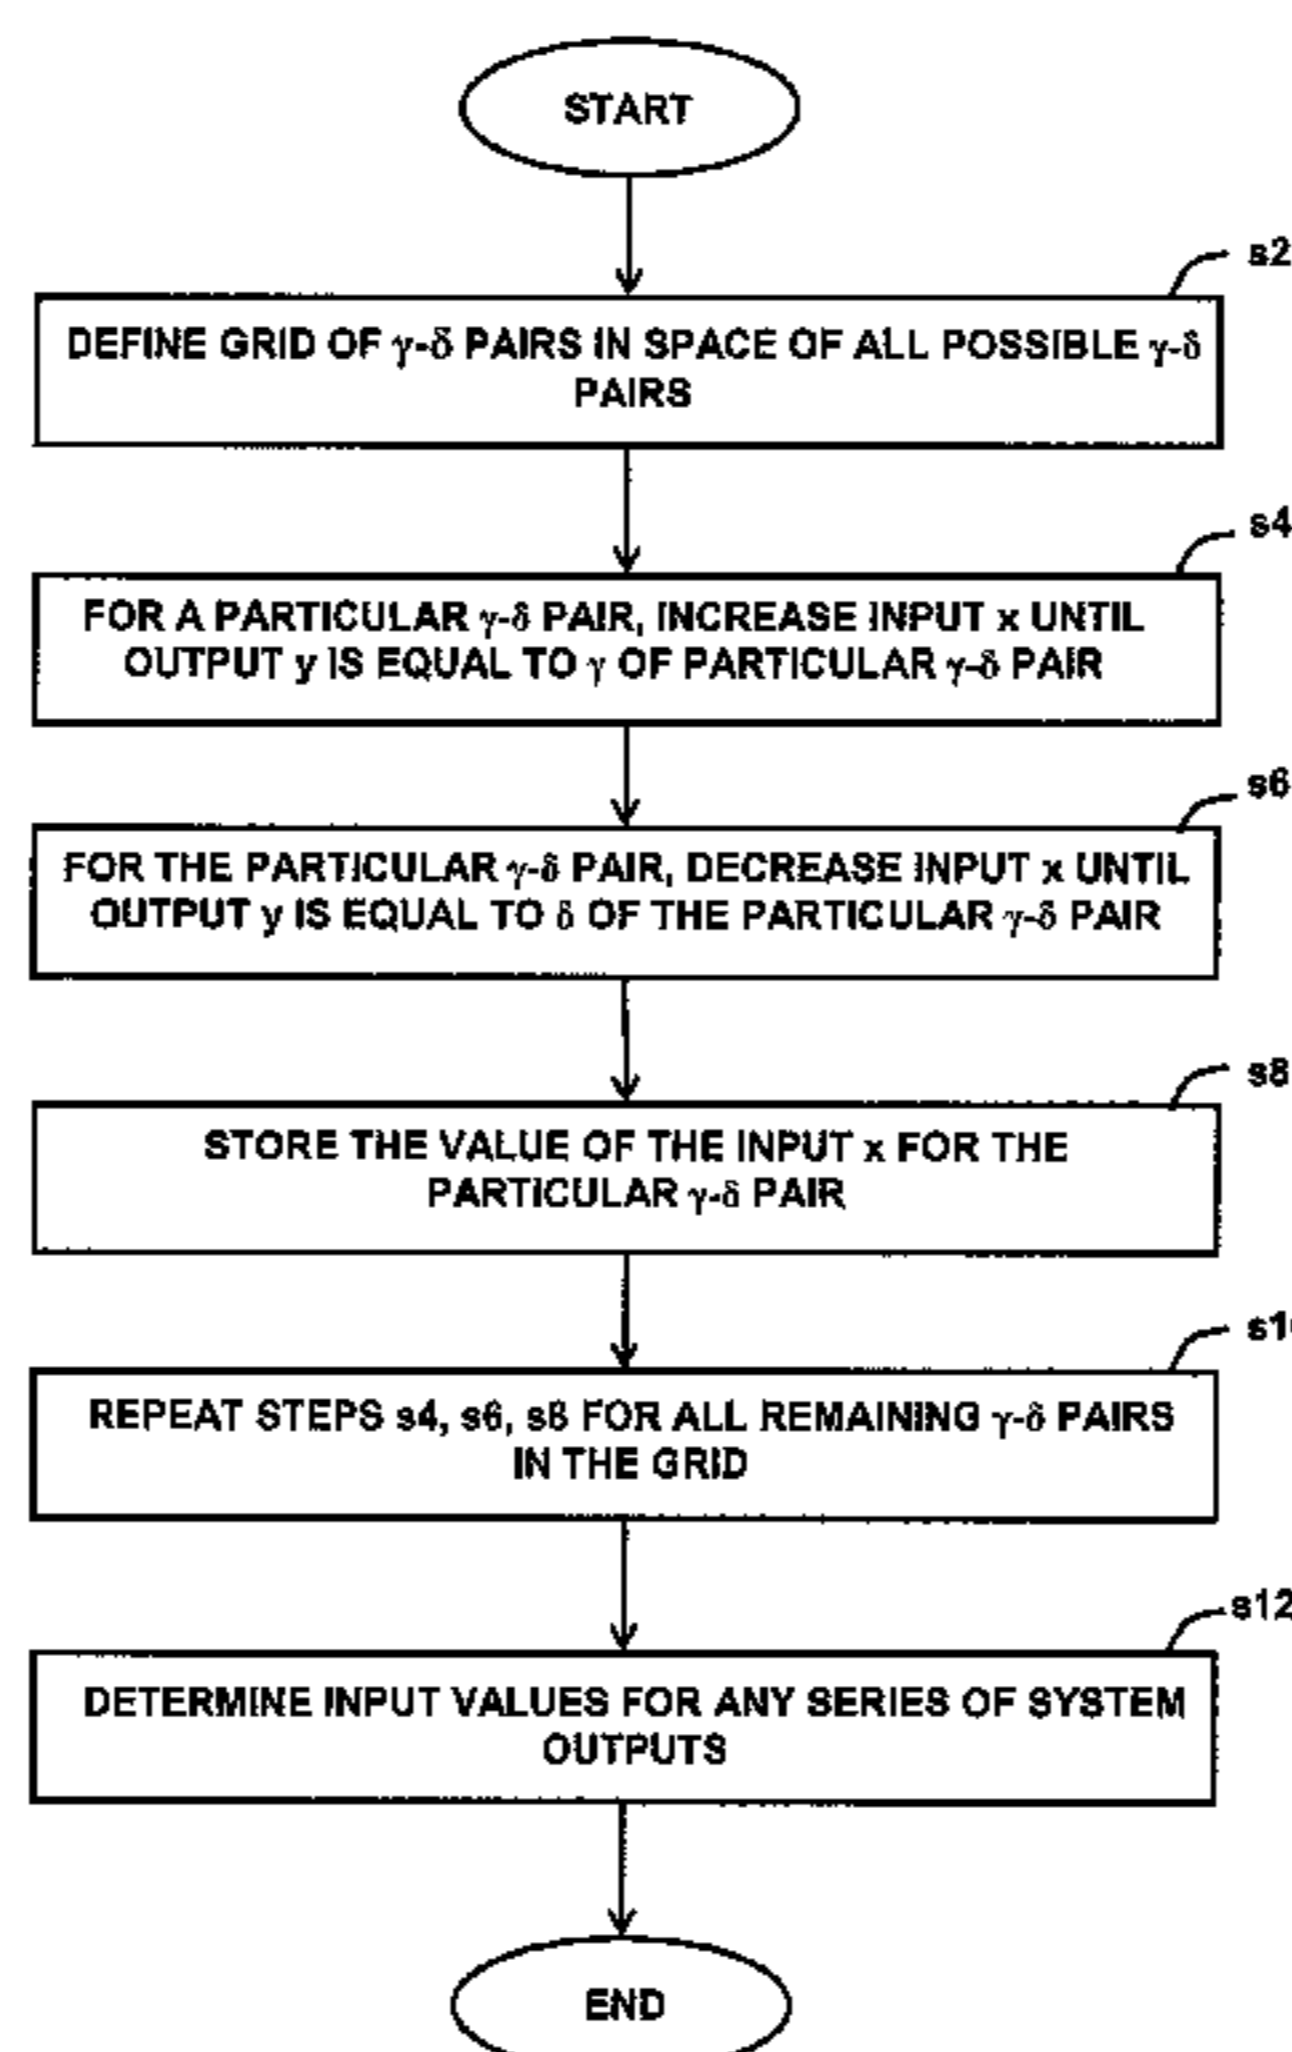 START
s2
DEFINE GRID OF γ-δ PAIRS IN SPACE OF ALL POSSIBLE γ-δ
PAIRS
s4
FOR A PARTICULAR γ-δ PAIR, INCREASE INPUT x UNTIL
OUTPUT y IS EQUAL TO γ OF PARTICULAR γ-δ PAIR
s6
FOR THE PARTICULAR γ-δ PAIR, DECREASE INPUT x UNTIL
OUTPUT y IS EQUAL TO δ OF THE PARTICULAR γ-δ PAIR
s8
STORE THE VALUE OF THE INPUT x FOR THE
PARTICULAR γ-δ PAIR
REPEAT STEPS s4, s6, s8 FOR ALL REMAINING γ-δ PAIRS
IN THE GRID
s12
DETERMINE INPUT VALUES FOR ANY SERIES OF SYSTEM
OUTPUTS
END